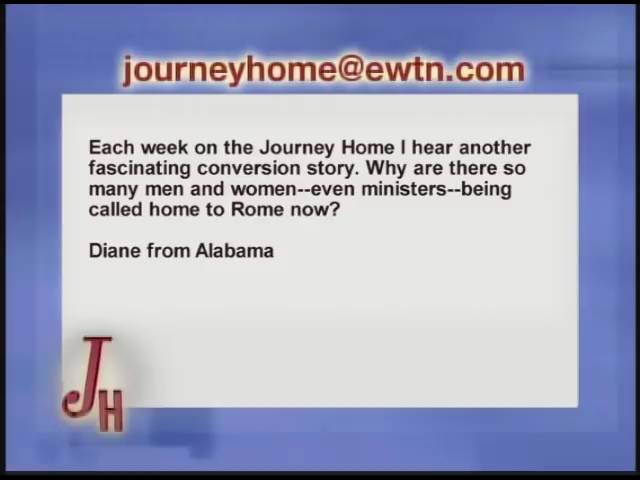 journeyhome@ewtn.com
Each week on the Journey Home I hear another
fascinating conversion story. Why are there so
many men and women--even ministers--being
called home to Rome now?
Diane from Alabama
JH